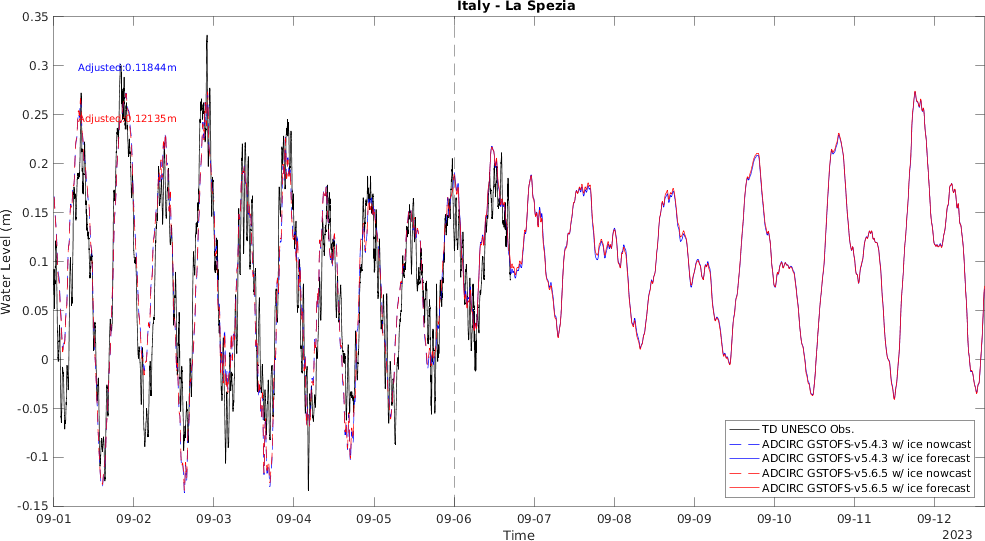 Italy - La Spezia
0.35
0.3
0.25
0.2
0.15
0.1
0.05
0
-0.05
-0.1
-0.15
Water Level (m)
Adjusted:0.11844m
Adjusted:0.12135m
TD UNESCO Obs.
ADCIRC GSTOFS-v5.4.3 w/ ice nowcast
ADCIRC GSTOFS-v5.4.3 w/ ice forecast
ADCIRC GSTOFS-v5.6.5 w/ ice nowcast
ADCIRC GSTOFS-v5.6.5 w/ ice forecast
09-01 09-02 09-03 09-04 09-05 09-06 09-07 09-08 09-09 09-10 09-11 09-12
Time
2023